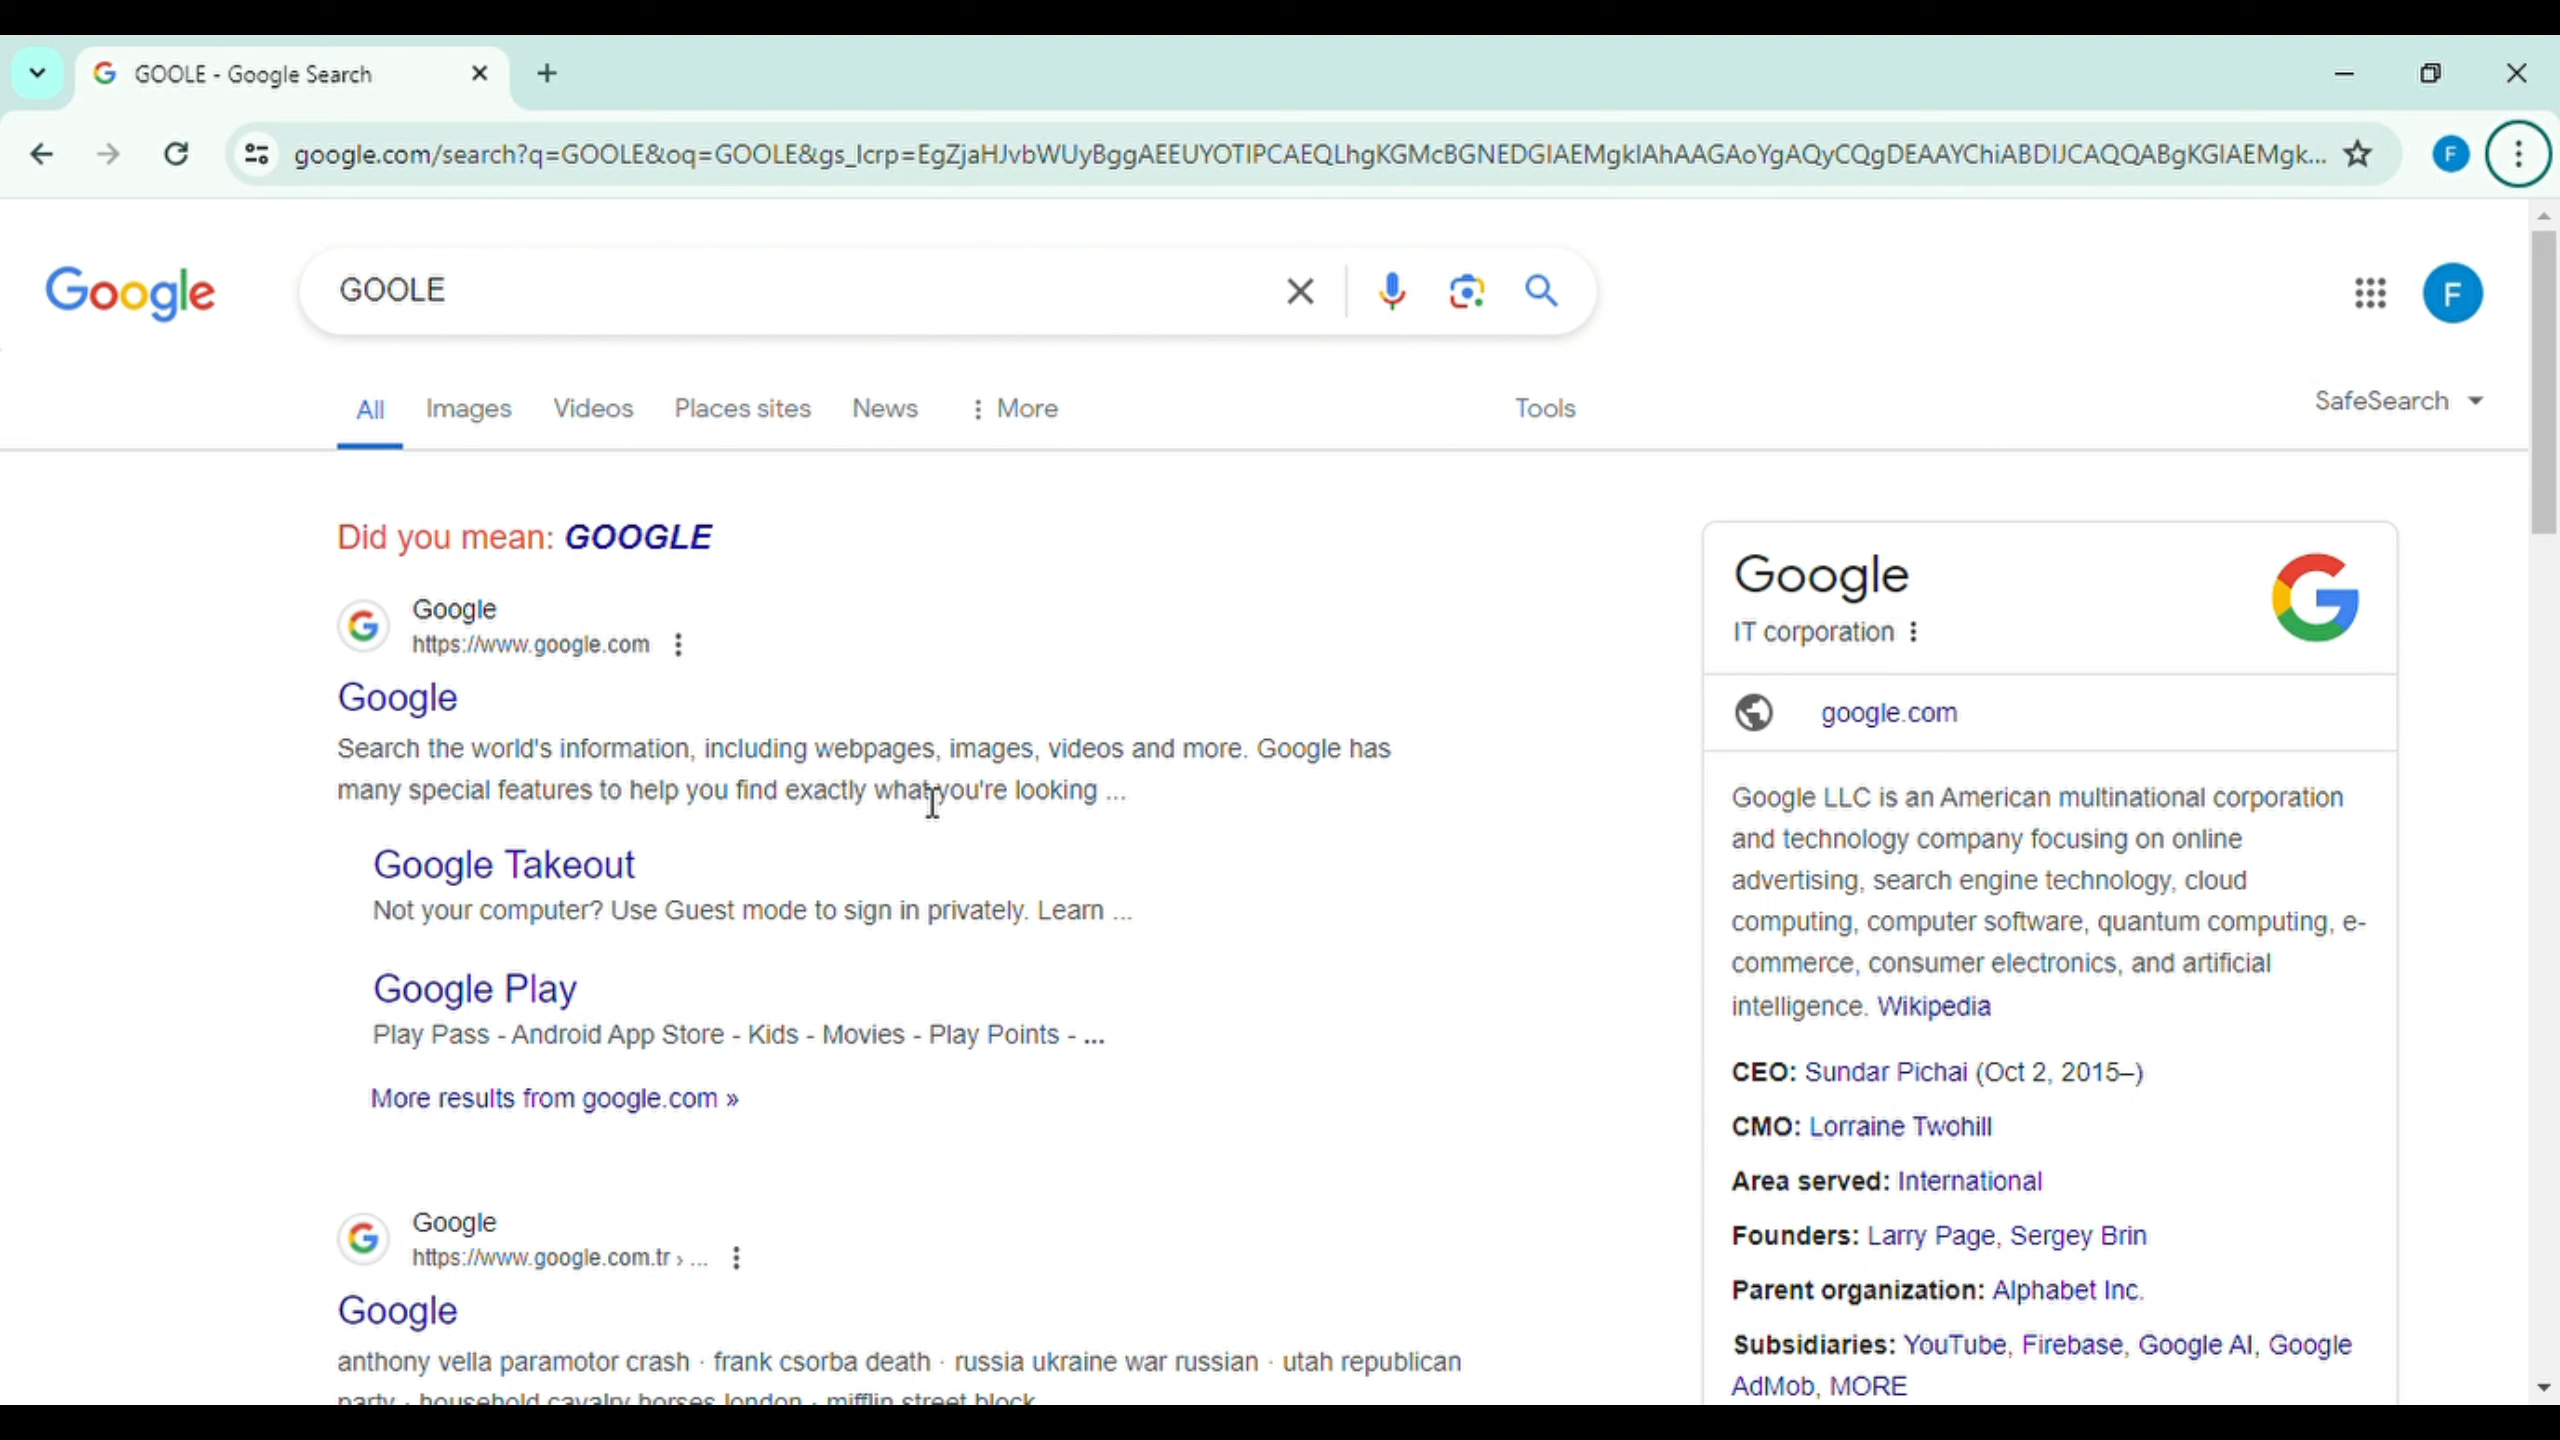 GOOLE - Google Search
google.com/search?q=GOOLE&oq=GOOLE&gs_lcrp=
F
Google
GOOLE
F
All Images Videos Places sites News More Tools SafeSearch
Did you mean: GOOGLE
Google
https://www.google.com
Google
Search the world's information, including webpages, images, videos and more. Google has
many special features to help you find exactly what you're looking ...
Google Takeout
Not your computer? Use Guest mode to sign in privately. Learn ...
Google Play
Play Pass - Android App Store - Kids - Movies - Play Points - ...
More results from google.com »
Google
https://www.google.com.tr › ...
Google
anthony vella paramotor crash · frank csorba death · russia ukraine war russian · utah republican
party · household cavalry horses london · mifflin street block
Google
IT corporation
google.com
Google LLC is an American multinational corporation
and technology company focusing on online
advertising, search engine technology, cloud
computing, computer software, quantum computing, e-
commerce, consumer electronics, and artificial
intelligence. Wikipedia
CEO: Sundar Pichai (Oct 2, 2015–)
CMO: Lorraine Twohill
Area served: International
Founders: Larry Page, Sergey Brin
Parent organization: Alphabet Inc.
Subsidiaries: YouTube, Firebase, Google AI, Google
AdMob, MORE